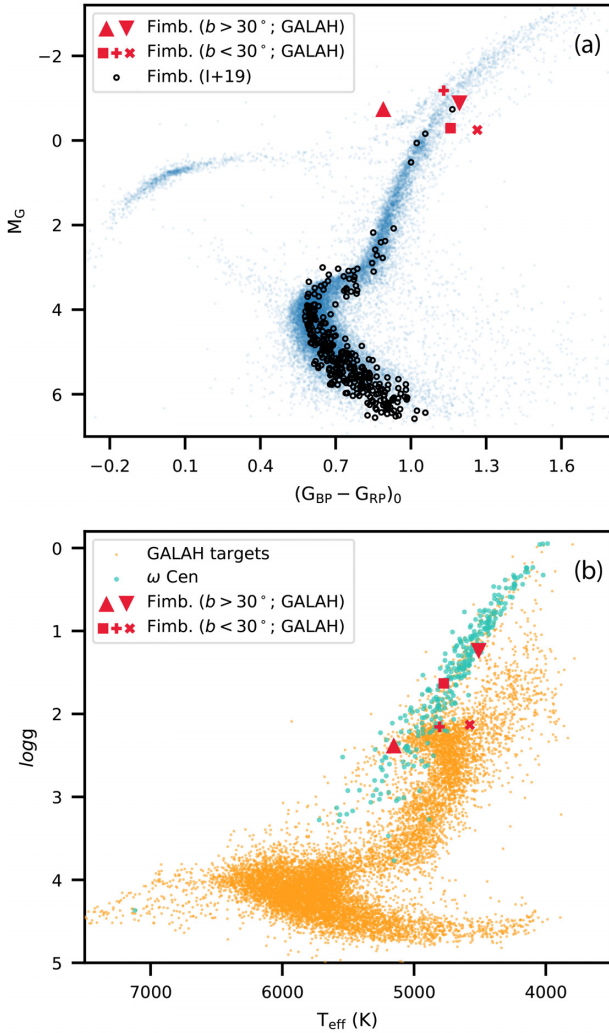 Fimb. (b > 30°; GALAH)
Fimb. (b < 30°; GALAH)
Fimb. (I+19)
(a)
−2
0
2
4
6
M_G
−0.2 0.1 0.4 0.7 1.0 1.3 1.6
(G_BP − G_RP)_0
GALAH targets
ω Cen
Fimb. (b > 30°; GALAH)
Fimb. (b < 30°; GALAH)
(b)
0
1
2
3
4
5
logg
7000 6000 5000 4000
T_eff (K)